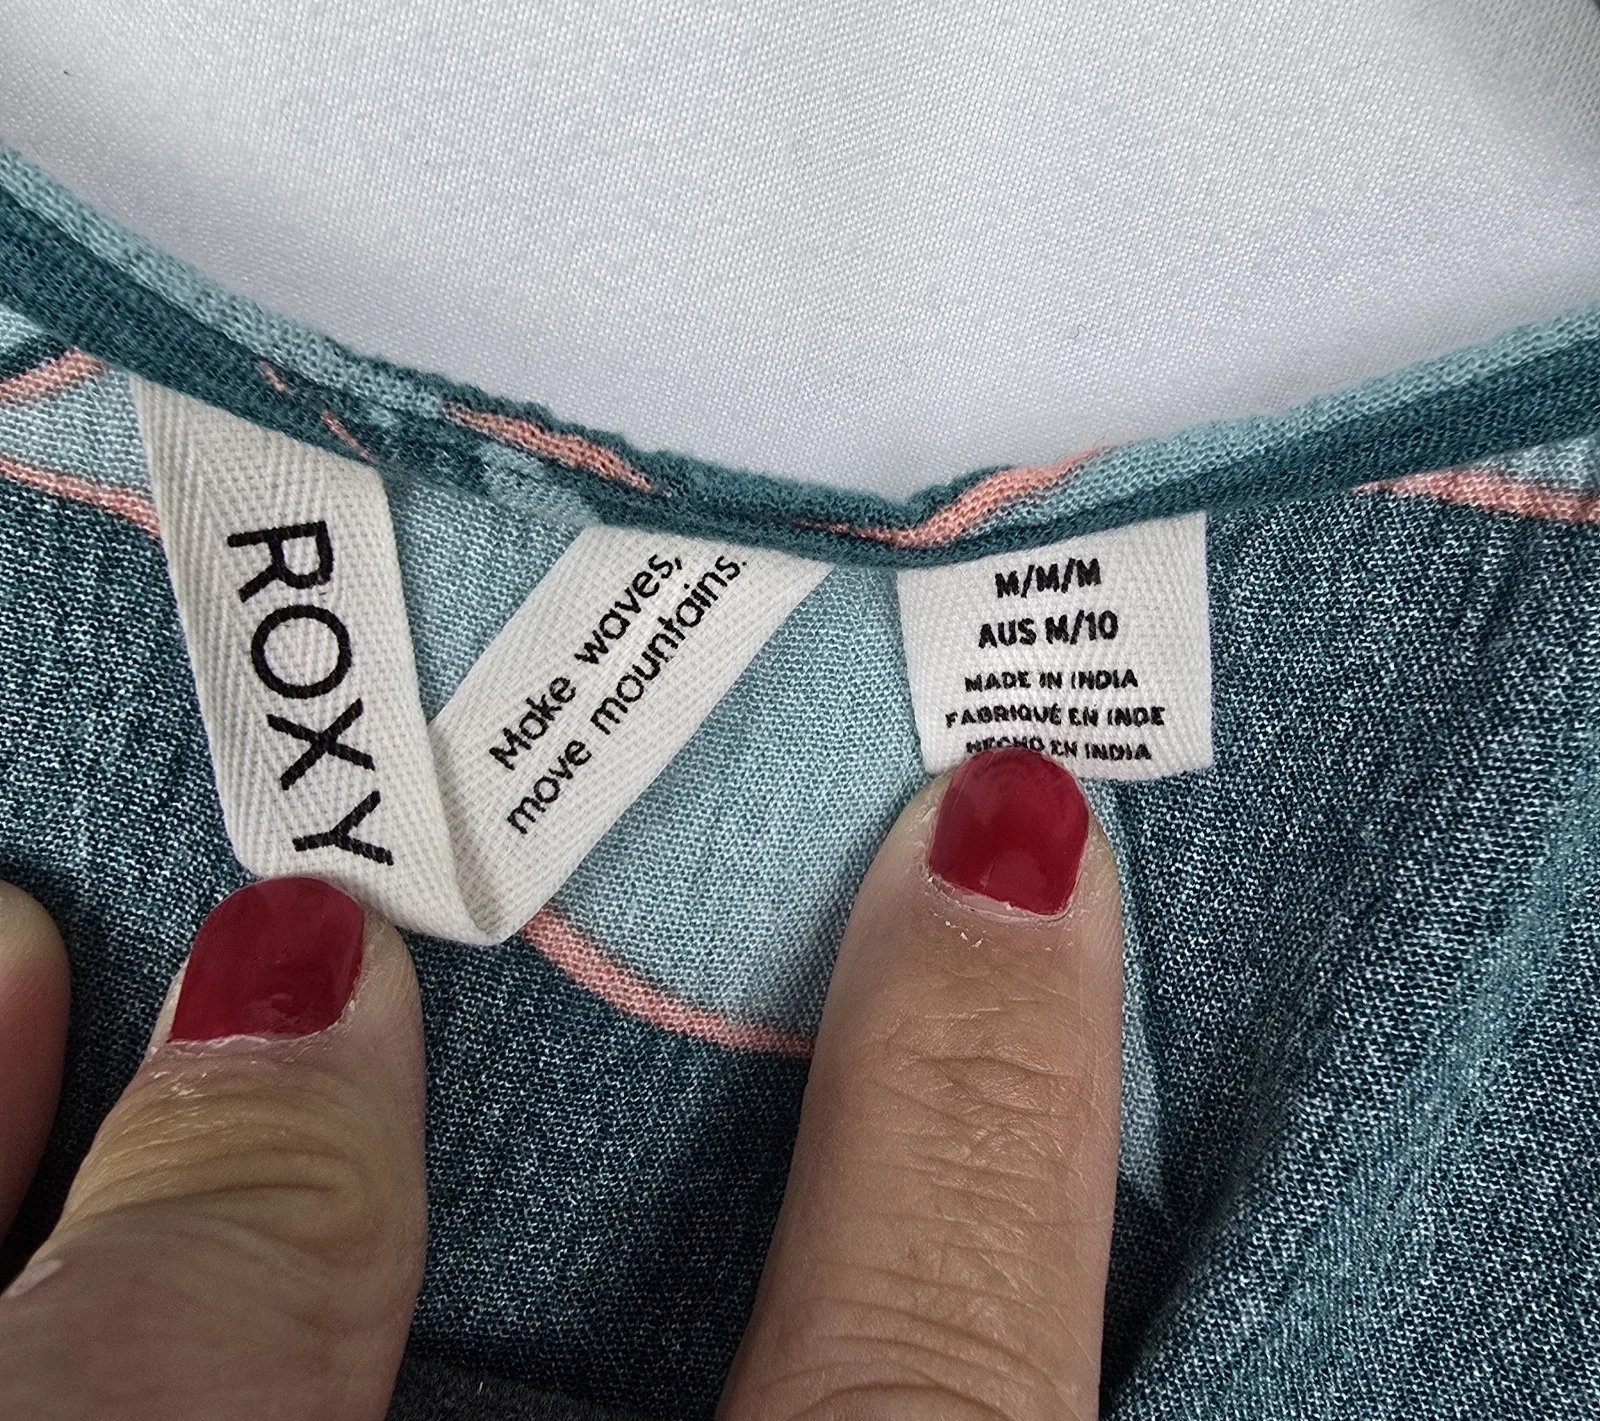 ROXY
Make waves,
move mountains.
M/M/M
AUS M/10
MADE IN INDIA
FABRIQUÉ EN INDE
HECHO EN INDIA